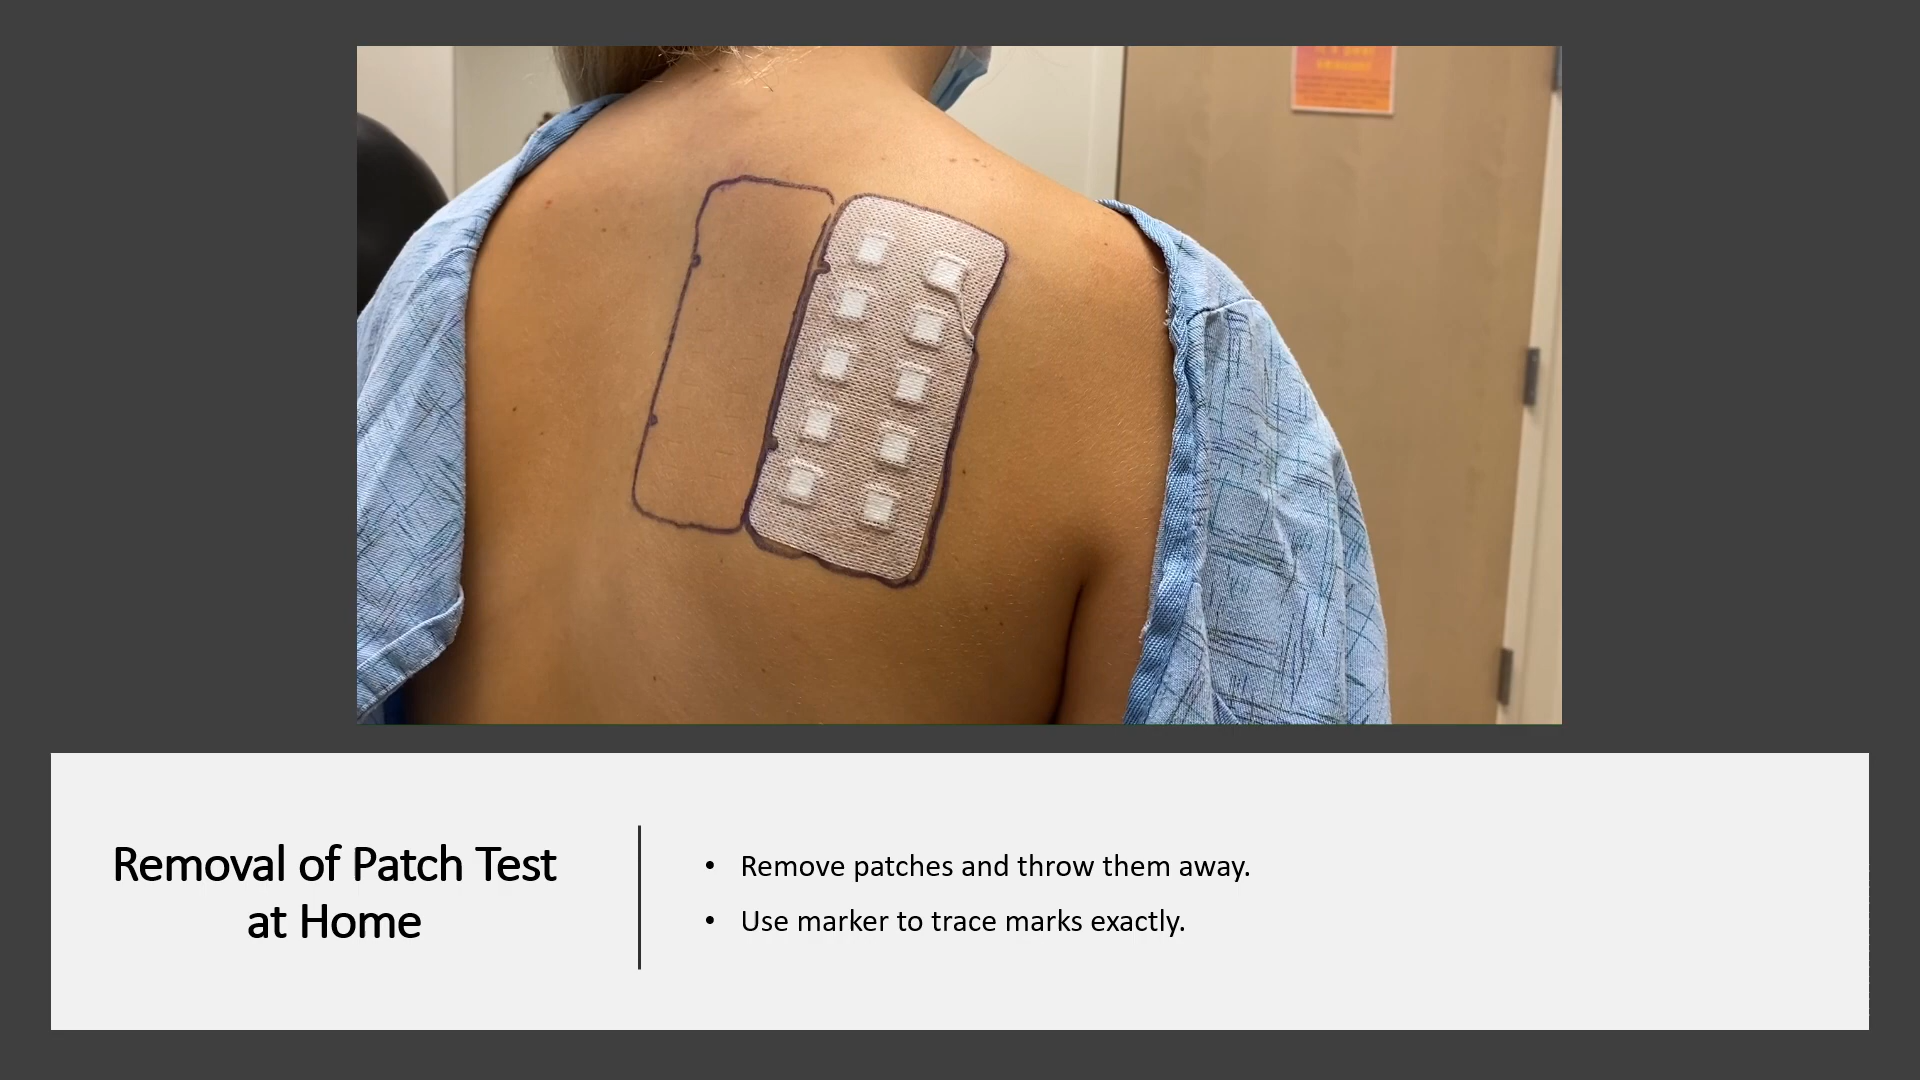 Removal of Patch Test
at Home
• Remove patches and throw them away.
• Use marker to trace marks exactly.